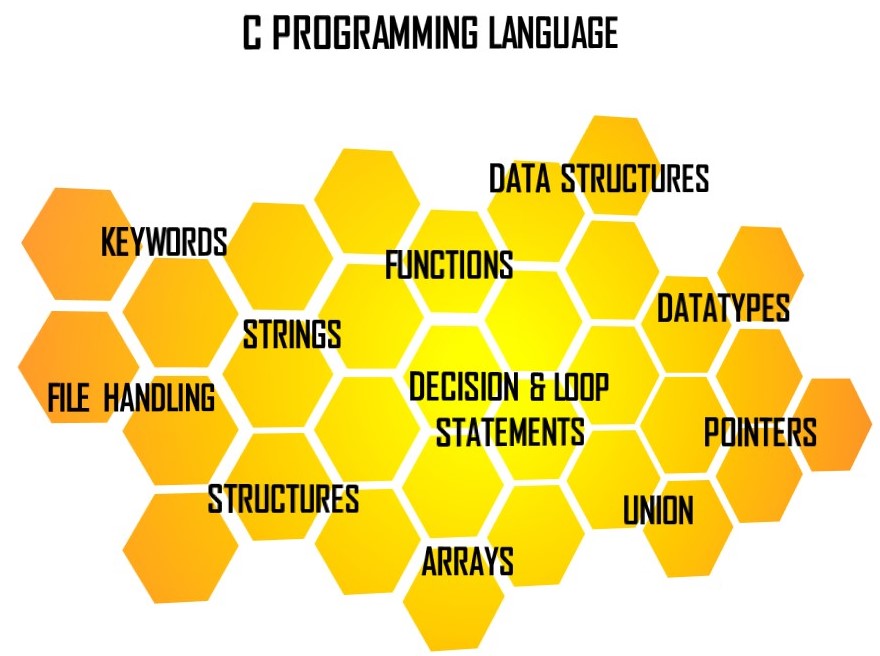 C PROGRAMMING LANGUAGE
DATA STRUCTURES
KEYWORDS
FUNCTIONS
DATATYPES
STRINGS
DECISION & LOOP
STATEMENTS
FILE HANDLING
POINTERS
STRUCTURES
UNION
ARRAYS